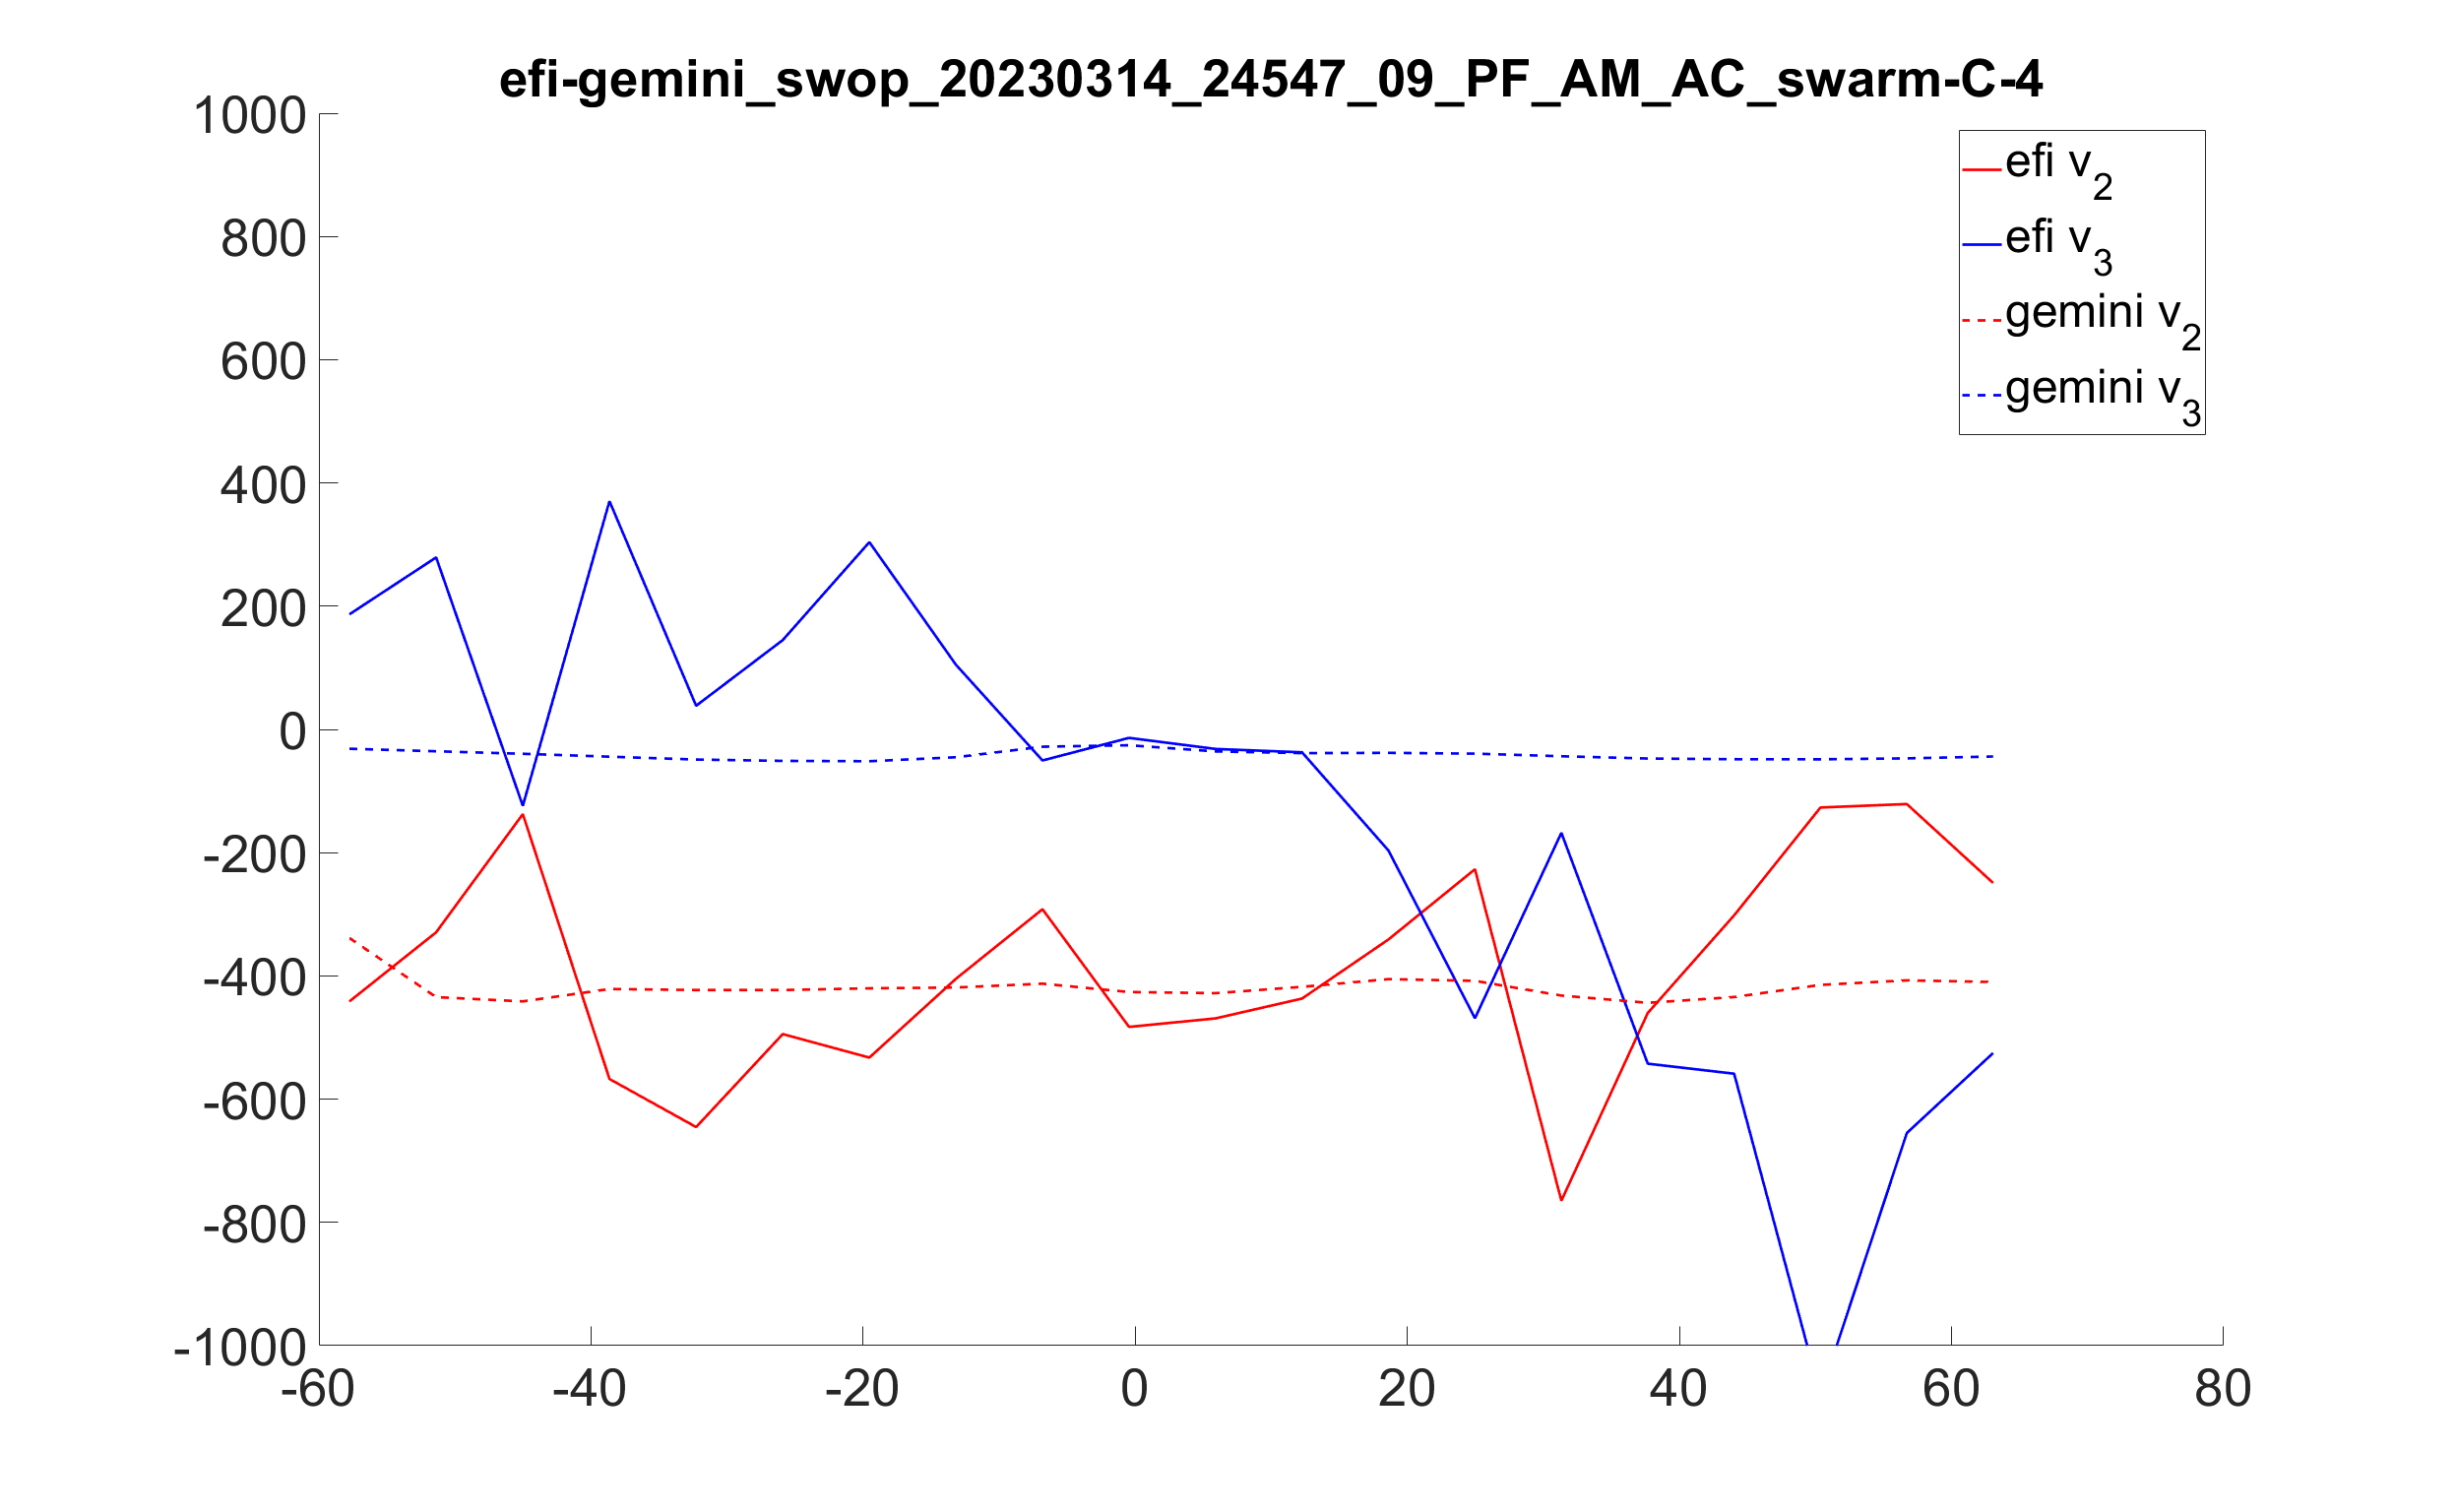 efi-gemini_swop_20230314_24547_09_PF_AM_AC_swarm-C-4
1000
800
600
400
200
0
-200
-400
-600
-800
-1000
-60 -40 -20 0 20 40 60 80
efi v2
efi v3
gemini v2
gemini v3